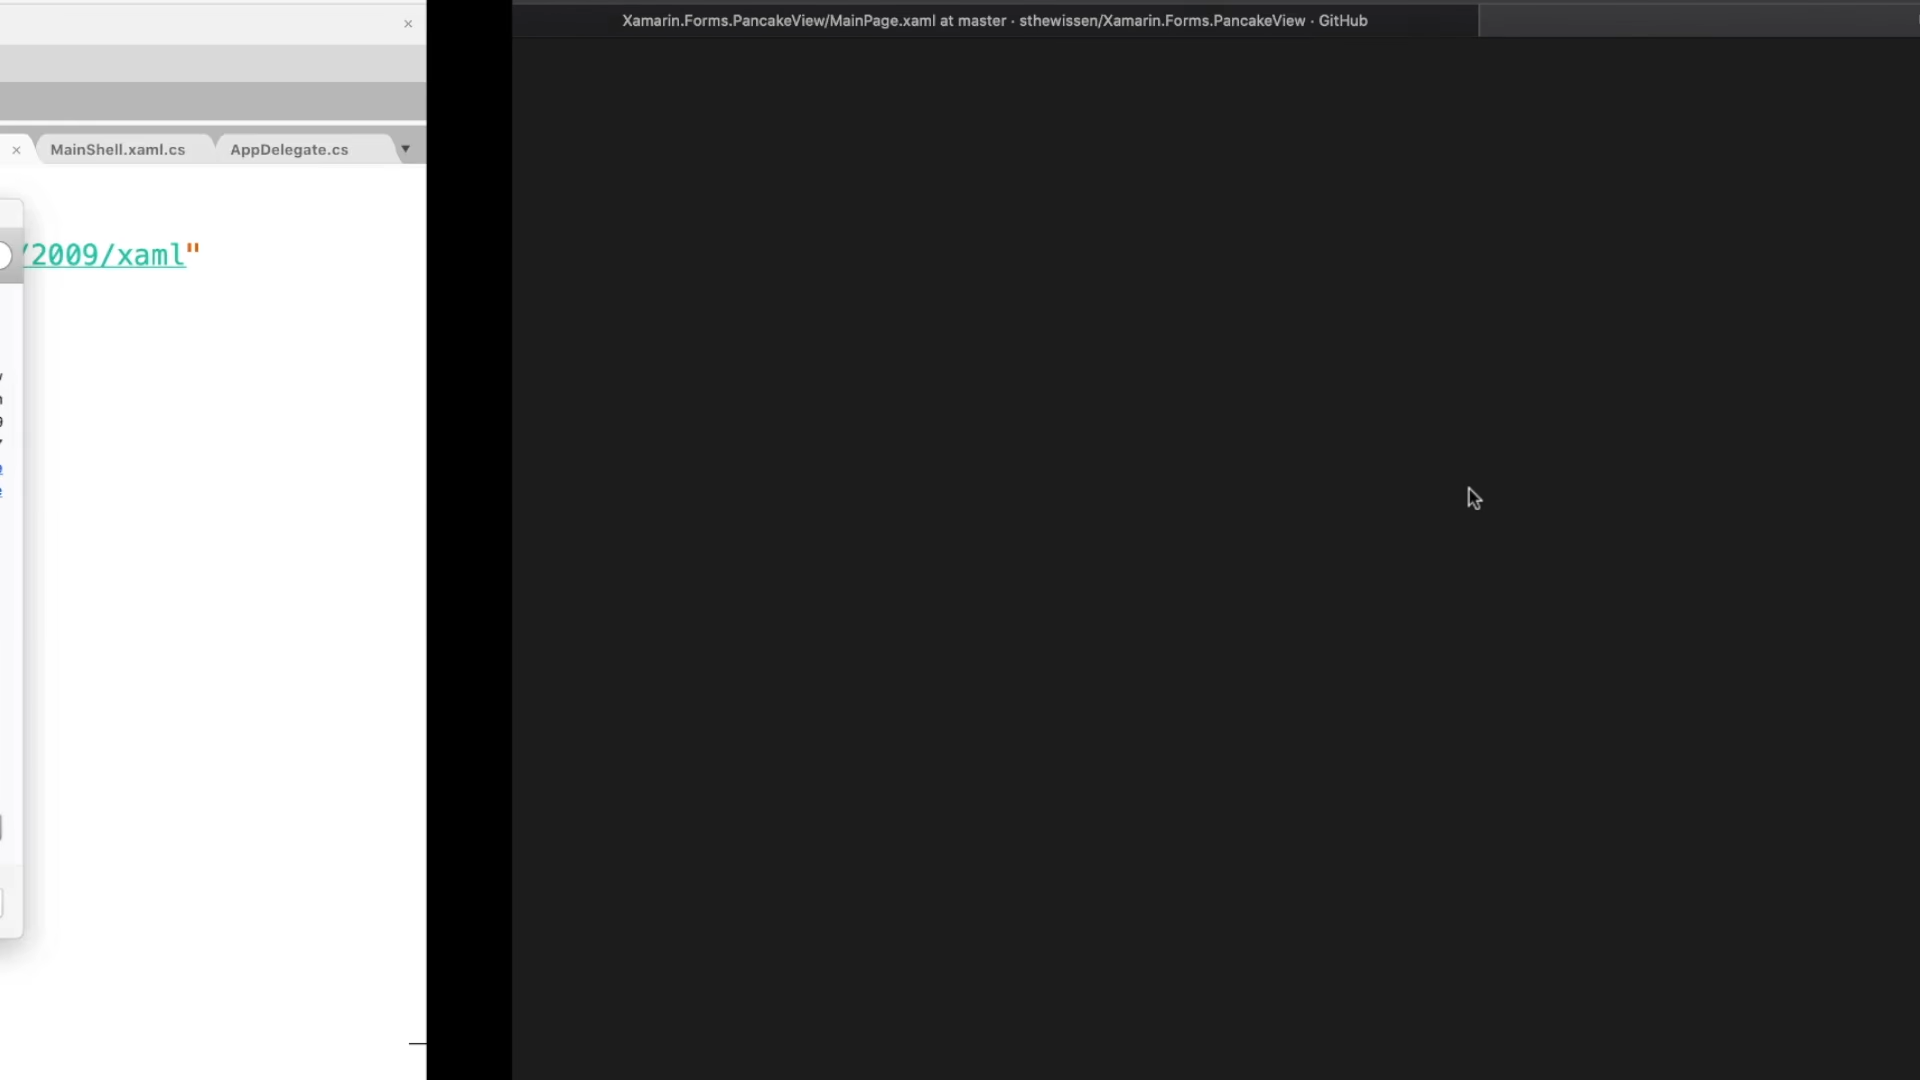 Xamarin.Forms.PancakeView/MainPage.xaml at master · sthewissen/Xamarin.Forms.PancakeView · GitHub
MainShell.xaml.cs
AppDelegate.cs
/2009/xaml"